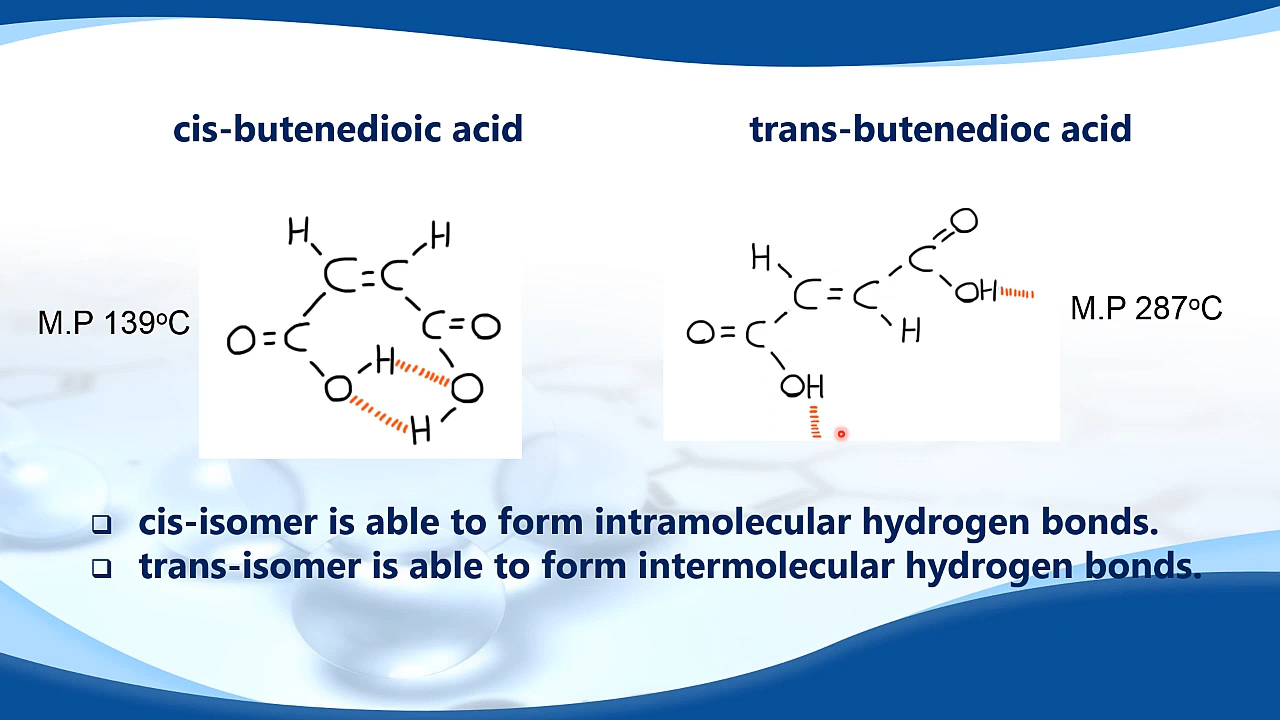 cis-butenedioic acid
trans-butenedioc acid
H H
C=C
O=C C=O
H
O O
H
M.P 139ºC
O
H C
C=C OH
O=C H
OH
M.P 287ºC
❑ cis-isomer is able to form intramolecular hydrogen bonds.
❑ trans-isomer is able to form intermolecular hydrogen bonds.